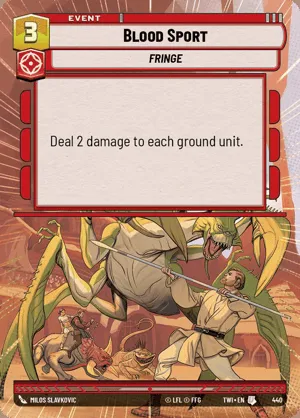 EVENT
3
BLOOD SPORT
FRINGE
Deal 2 damage to each ground unit.
MILOS SLAVKOVIC
© LFL © FFG
TWI • EN
440